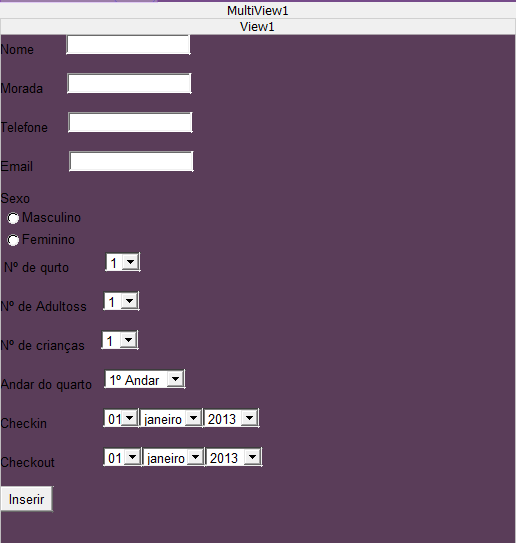 MultiView1
View1
Nome
Morada
Telefone
Email
Sexo
Masculino
Feminino
Nº de qurto 1
Nº de Adultoss 1
Nº de crianças 1
Andar do quarto 1º Andar
Checkin 01 janeiro 2013
Checkout 01 janeiro 2013
Inserir